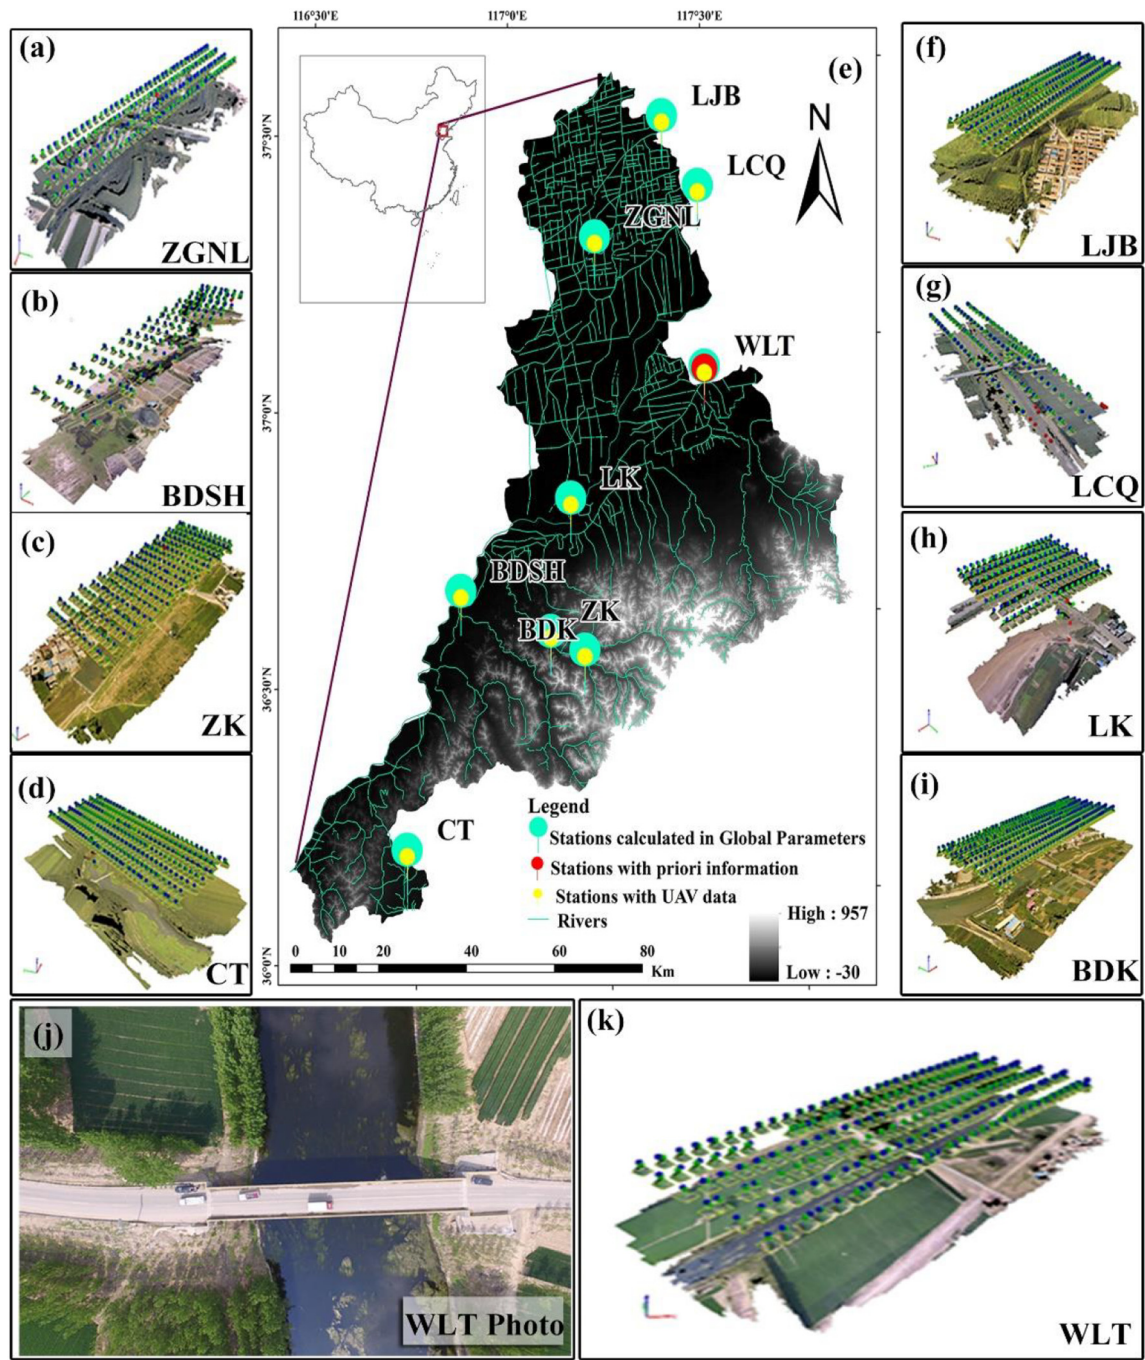 116°30'E
117°0'E
117°30'E
(a)
ZGNL
(b)
BDSH
(c)
ZK
(d)
CT
(e)
N
37°30'N
37°0'N
36°30'N
36°0'N
LJB
LCQ
ZGNL
WLT
LK
BDSH
ZK
BDK
CT
Legend
Stations calculated in Global Parameters
Stations with priori information
Stations with UAV data
Rivers
High : 957
Low : -30
0 10 20 40 60 80
Km
(f)
LJB
(g)
LCQ
(h)
LK
(i)
BDK
(j)
WLT Photo
(k)
WLT